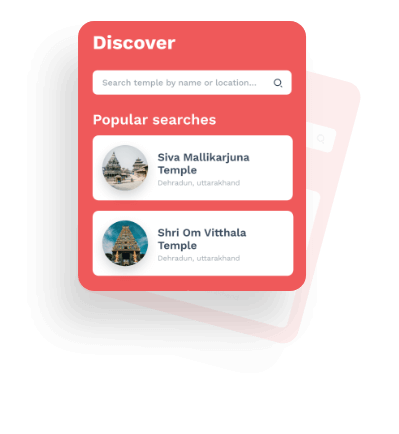 Discover
Search temple by name or location...
Popular searches
Siva Mallikarjuna
Temple
Dehradun, uttarakhand
Shri Om Vitthala
Temple
Dehradun, uttarakhand